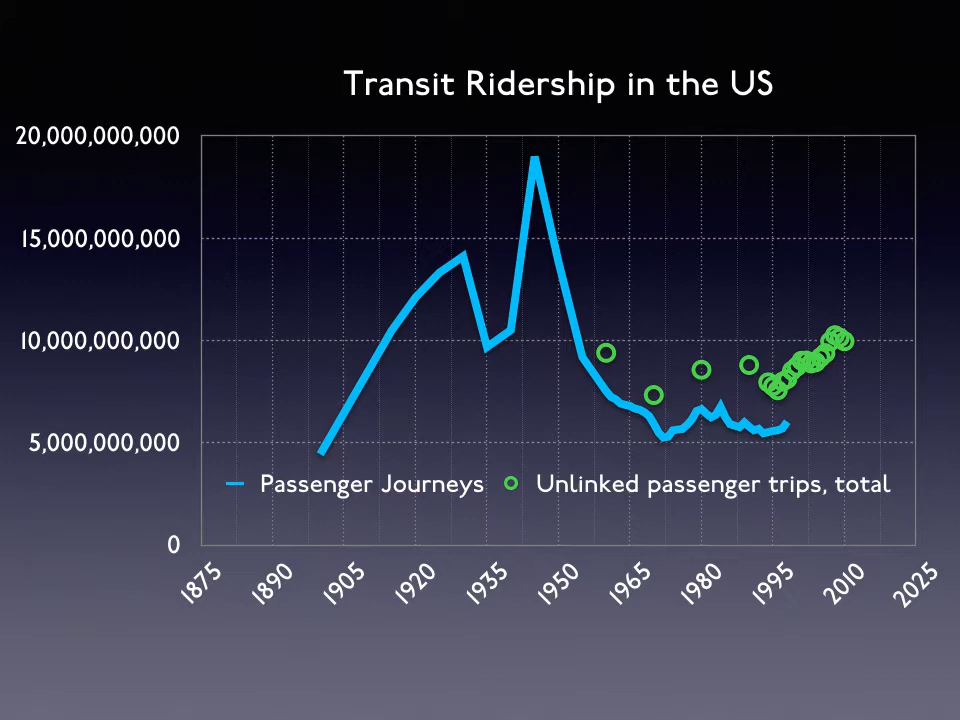 Transit Ridership in the US
20,000,000,000
15,000,000,000
10,000,000,000
5,000,000,000
Passenger Journeys Unlinked passenger trips, total
0
1875 1890 1905 1920 1935 1950 1965 1980 1995 2010 2025